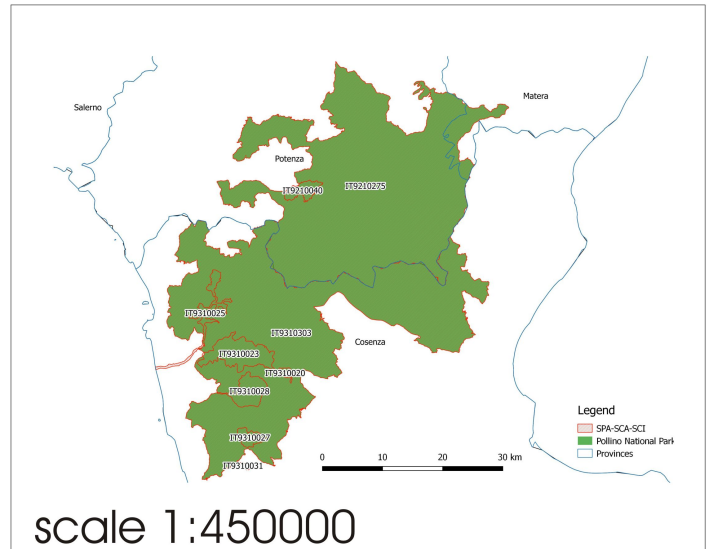 Salerno
Matera
Potenza
IT9210040
IT9210275
IT9310025
IT9310303
Cosenza
IT9310023
IT9310020
IT9310028
IT9310027
IT9310031
Legend
SPA-SCA-SCI
Pollino National Park
Provinces
0 10 20 30 km
scale 1:450000